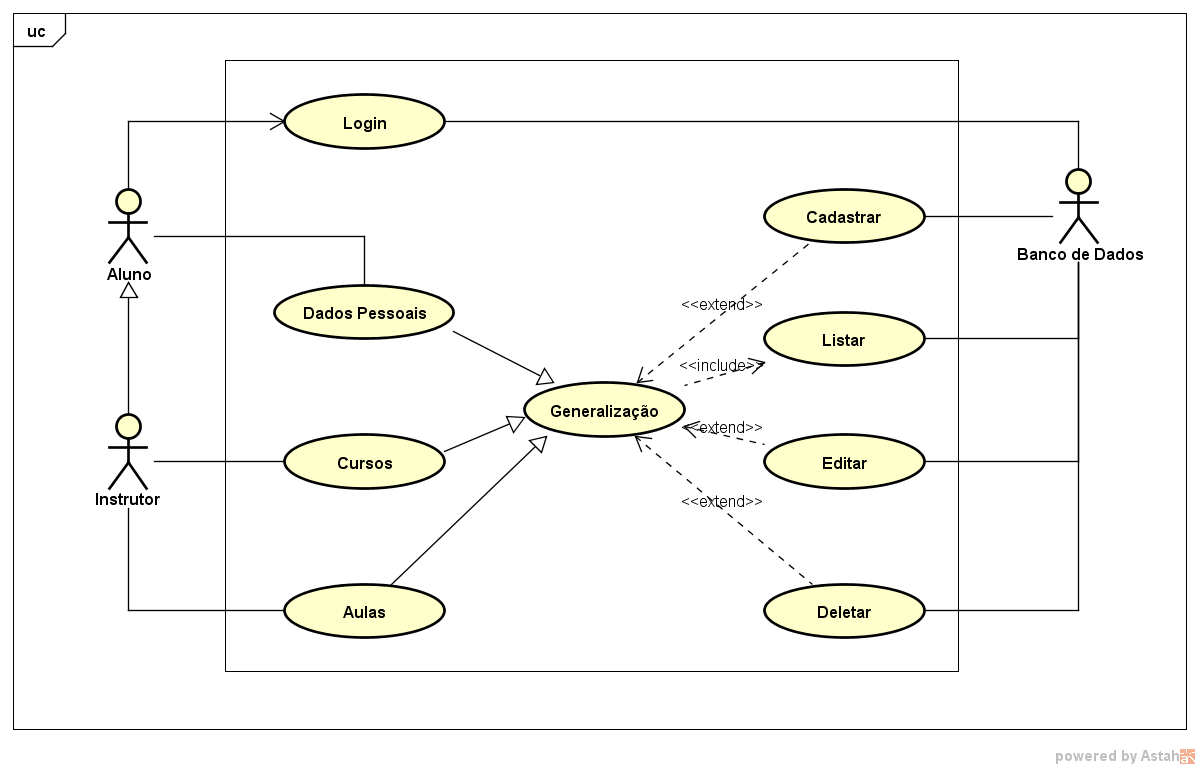 uc
Login
Cadastrar
Banco de Dados
Aluno
<<extend>>
Dados Pessoais
Listar
<<include>>
Generalização
<<extend>>
Cursos
Editar
Instrutor
<<extend>>
Aulas
Deletar
powered by Astah